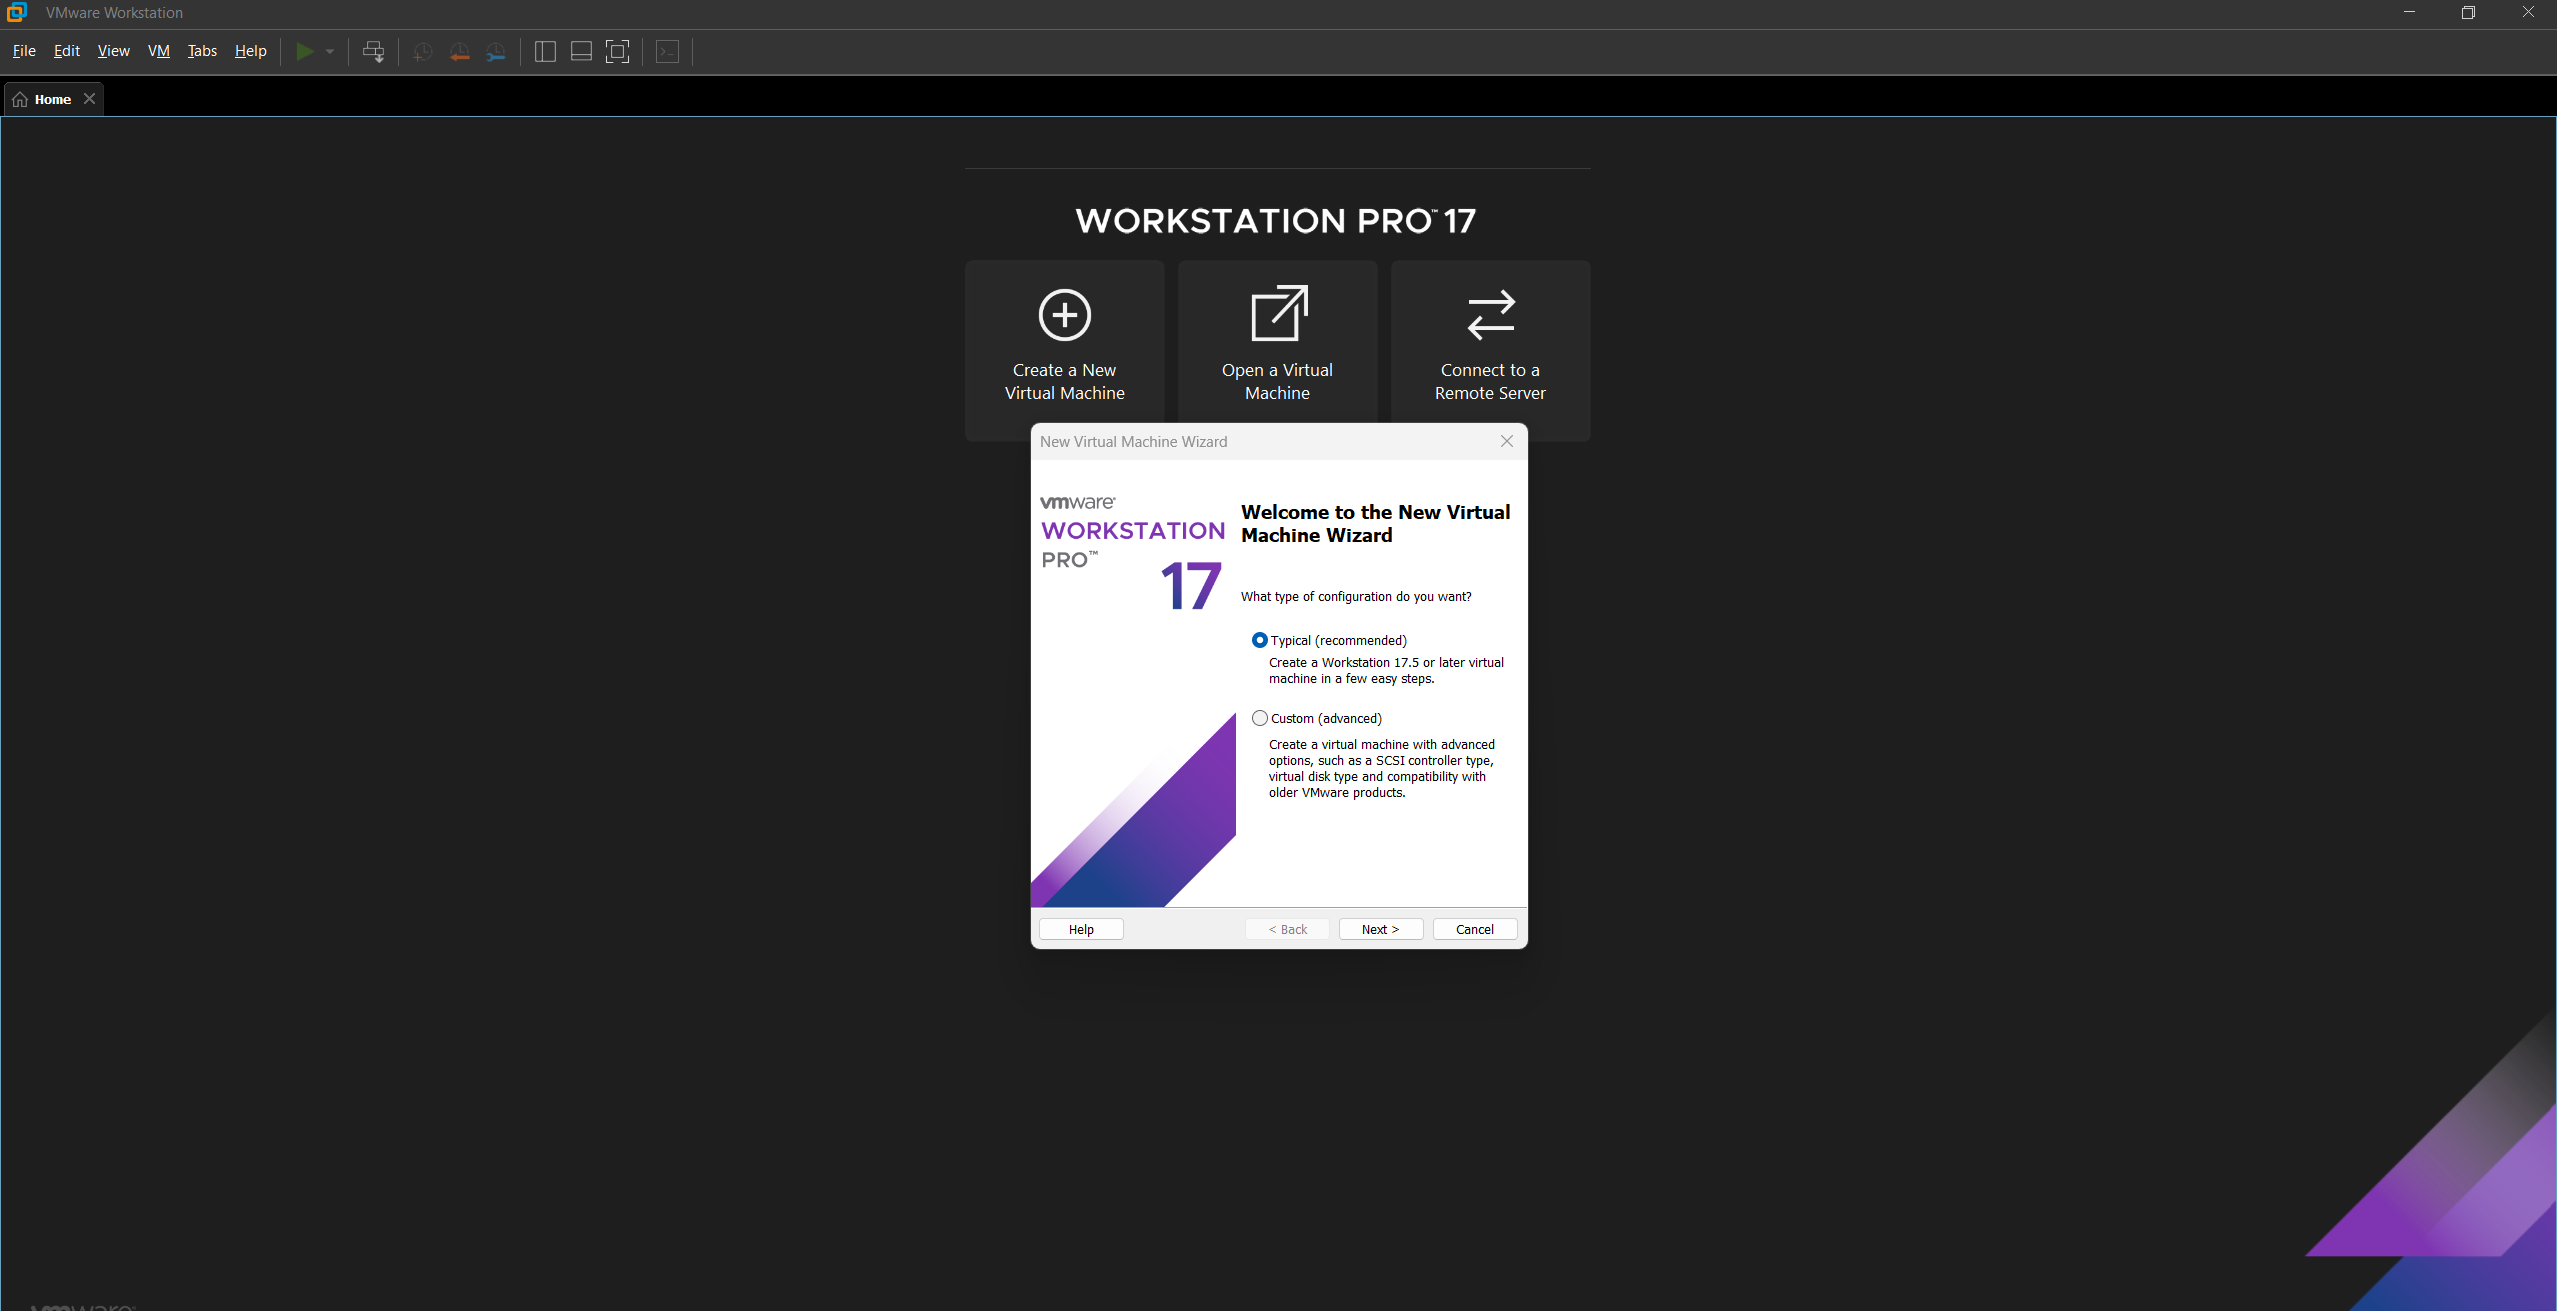 VMware Workstation
File Edit View VM Tabs Help
Home
WORKSTATION PRO™ 17
Create a New
Virtual Machine
Open a Virtual
Machine
Connect to a
Remote Server
New Virtual Machine Wizard
vmware®
WORKSTATION
PRO™
17
Welcome to the New Virtual
Machine Wizard
What type of configuration do you want?
Typical (recommended)
Create a Workstation 17.5 or later virtual
machine in a few easy steps.
Custom (advanced)
Create a virtual machine with advanced
options, such as a SCSI controller type,
virtual disk type and compatibility with
older VMware products.
Help
< Back
Next >
Cancel
vmware®